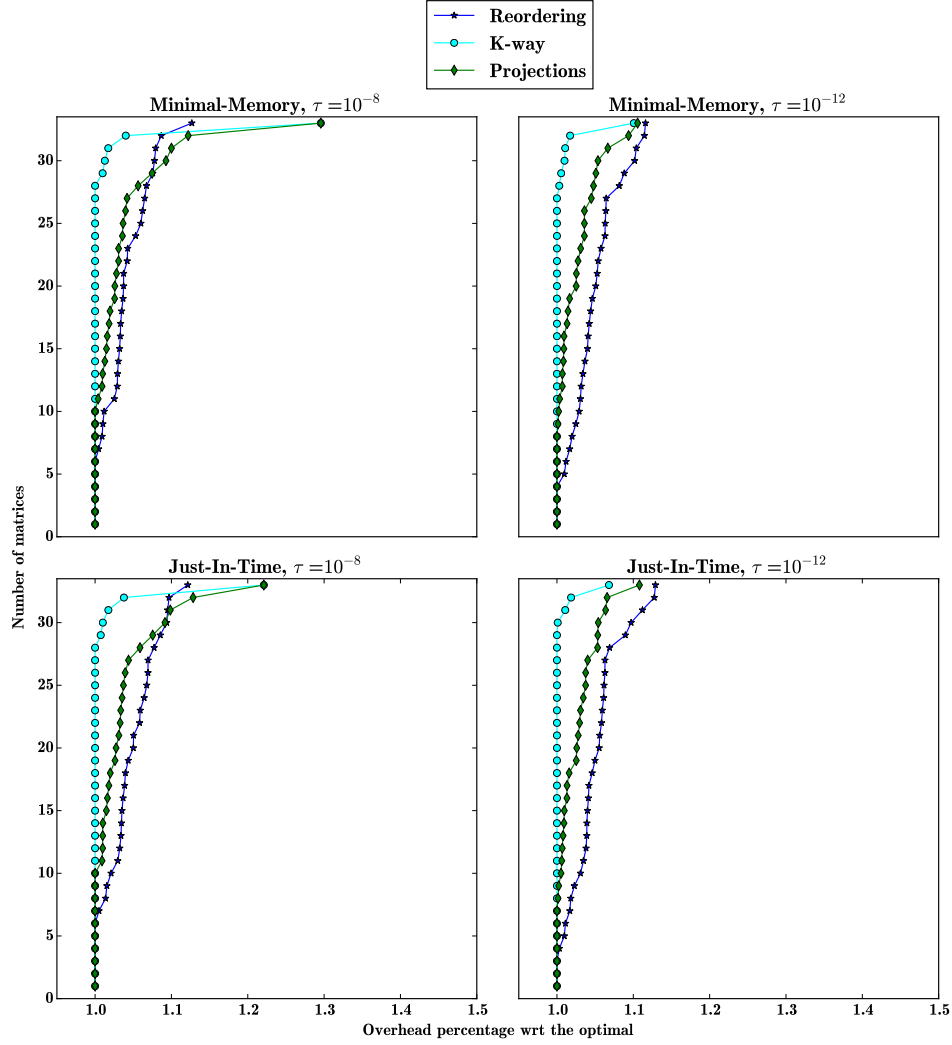 Reordering
K-way
Projections
Minimal-Memory, τ =10⁻⁸
Minimal-Memory, τ =10⁻¹²
30
25
20
15
10
5
0
Number of matrices
Just-In-Time, τ =10⁻⁸
Just-In-Time, τ =10⁻¹²
30
25
20
15
10
5
0
1.0 1.1 1.2 1.3 1.4 1.5
1.0 1.1 1.2 1.3 1.4 1.5
Overhead percentage wrt the optimal